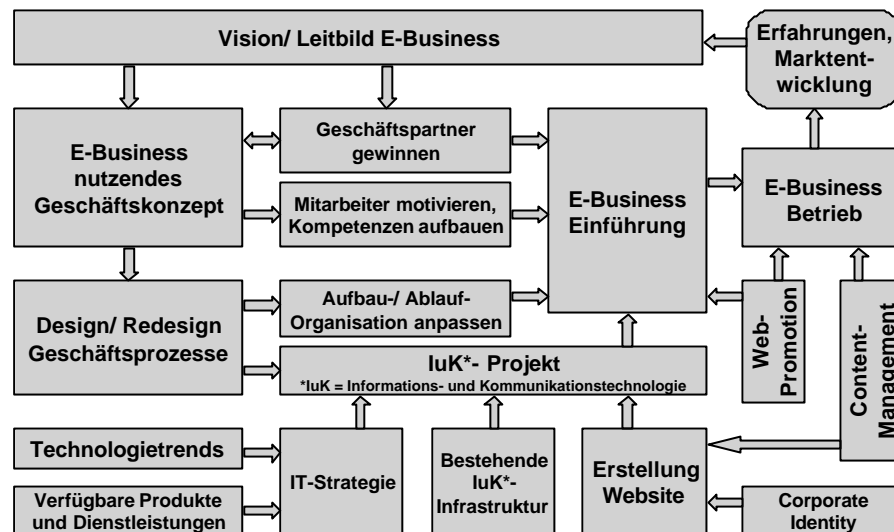 Vision/ Leitbild E-Business
Erfahrungen,
Marktent-
wicklung
E-Business
nutzendes
Geschäftskonzept
Geschäftspartner
gewinnen
Mitarbeiter motivieren,
Kompetenzen aufbauen
E-Business
Einführung
E-Business
Betrieb
Design/ Redesign
Geschäftsprozesse
Aufbau-/ Ablauf-
Organisation anpassen
IuK*- Projekt
*IuK = Informations- und Kommunikationstechnologie
Web-
Promotion
Content-
Management
Technologietrends
Verfügbare Produkte
und Dienstleistungen
IT-Strategie
Bestehende
IuK*-
Infrastruktur
Erstellung
Website
Corporate
Identity